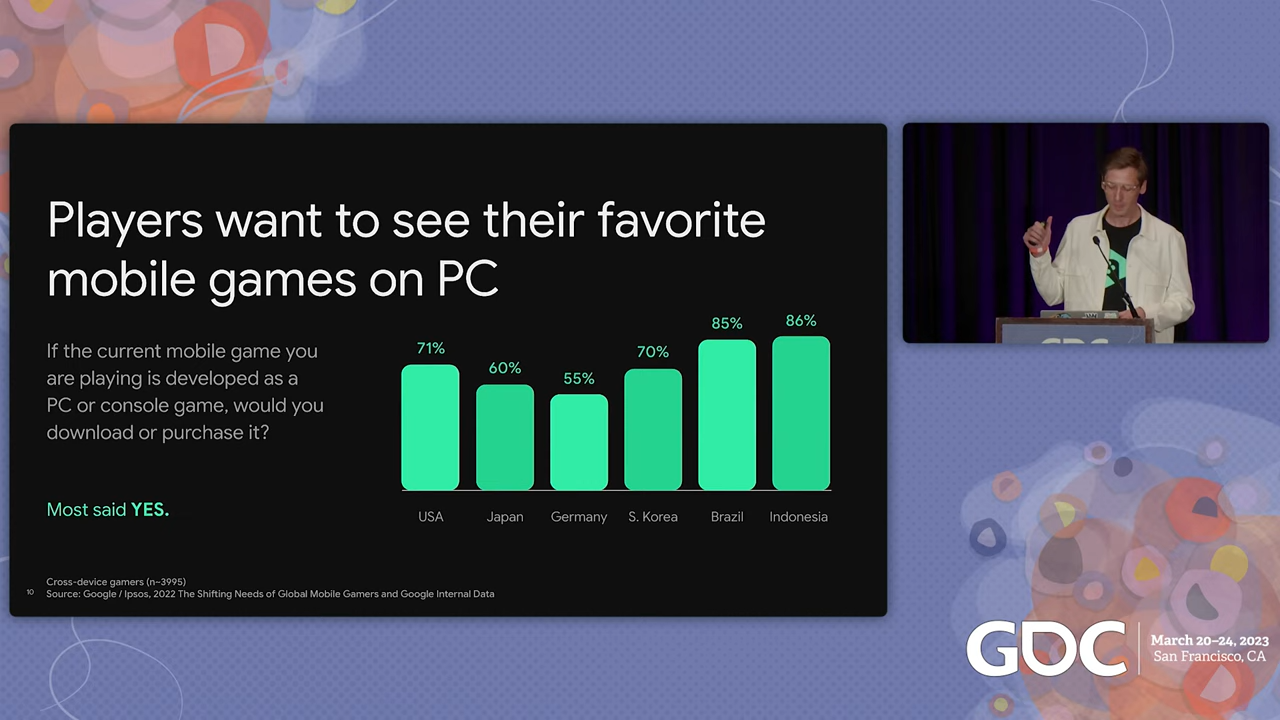 Players want to see their favorite
mobile games on PC
If the current mobile game you
are playing is developed as a
PC or console game, would you
download or purchase it?
Most said YES.
71%
60%
55%
70%
85%
86%
USA
Japan
Germany
S. Korea
Brazil
Indonesia
Cross-device gamers (n~3995)
10
Source: Google / Ipsos, 2022 The Shifting Needs of Global Mobile Gamers and Google Internal Data
GDC
GDC
March 20–24, 2023
San Francisco, CA